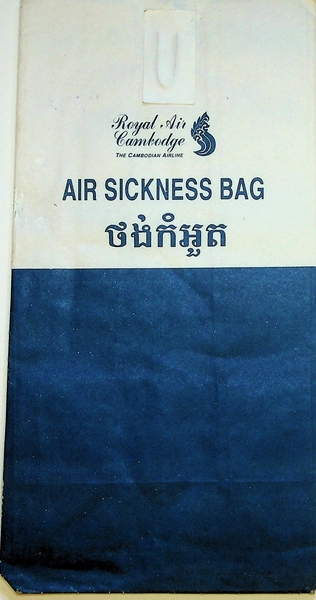 Royal Air
Cambodge
THE CAMBODIAN AIRLINE
AIR SICKNESS BAG
ថង់កំអួត